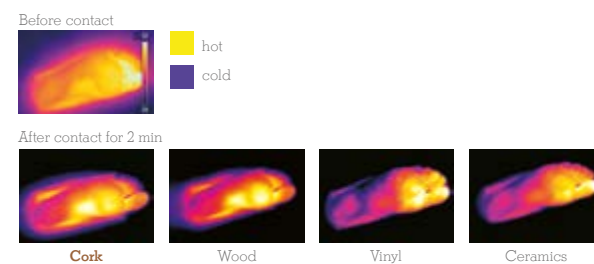 Before contact
hot
cold
After contact for 2 min
Cork
Wood
Vinyl
Ceramics